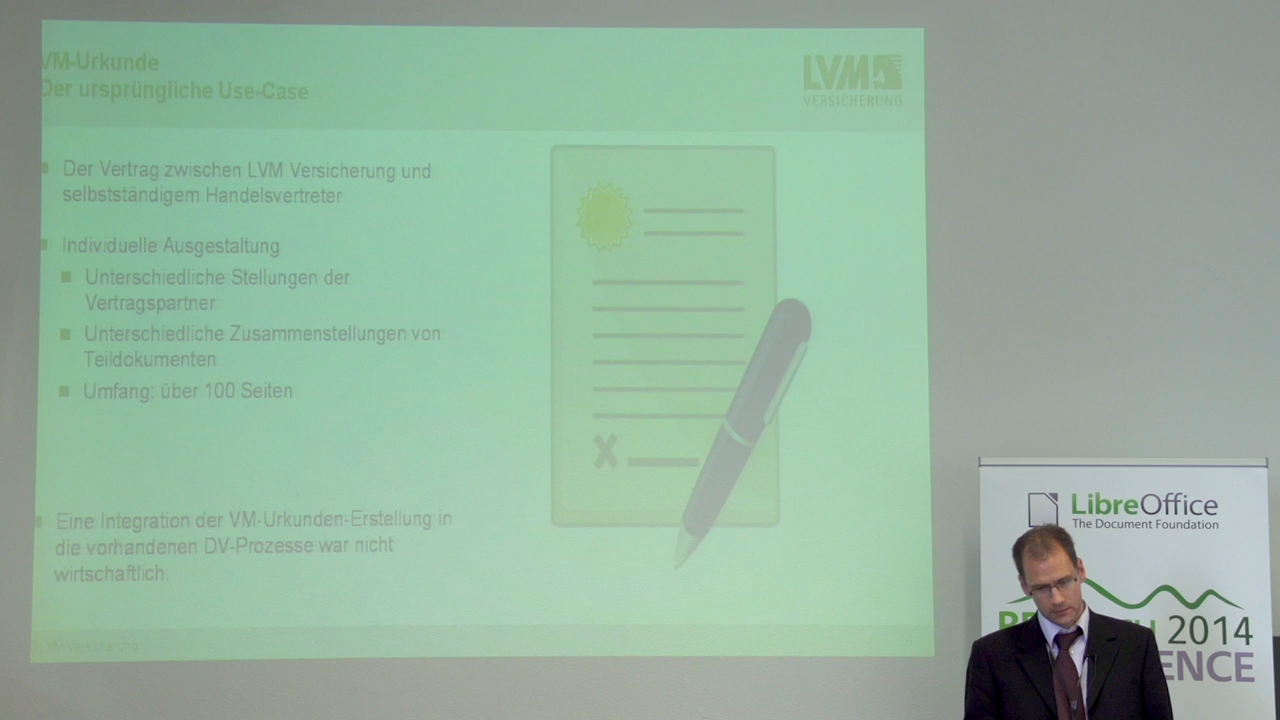 VM-Urkunde
Der ursprüngliche Use-Case
LVM
VERSICHERUNG
Der Vertrag zwischen LVM Versicherung und
selbstständigem Handelsvertreter
Individuelle Ausgestaltung
Unterschiedliche Stellungen der
Vertragspartner
Unterschiedliche Zusammenstellungen von
Teildokumenten
Umfang: über 100 Seiten
Eine Integration der VM-Urkunden-Erstellung in
die vorhandenen DV-Prozesse war nicht
wirtschaftlich.
LibreOffice
The Document Foundation
2014
ENCE